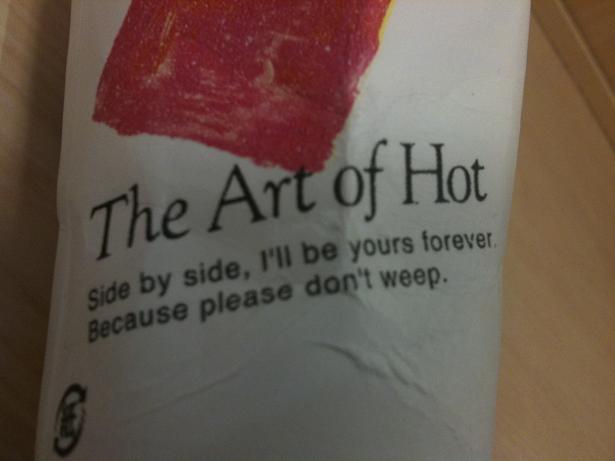 The Art of Hot
Side by side, I'll be yours forever.
Because please don't weep.